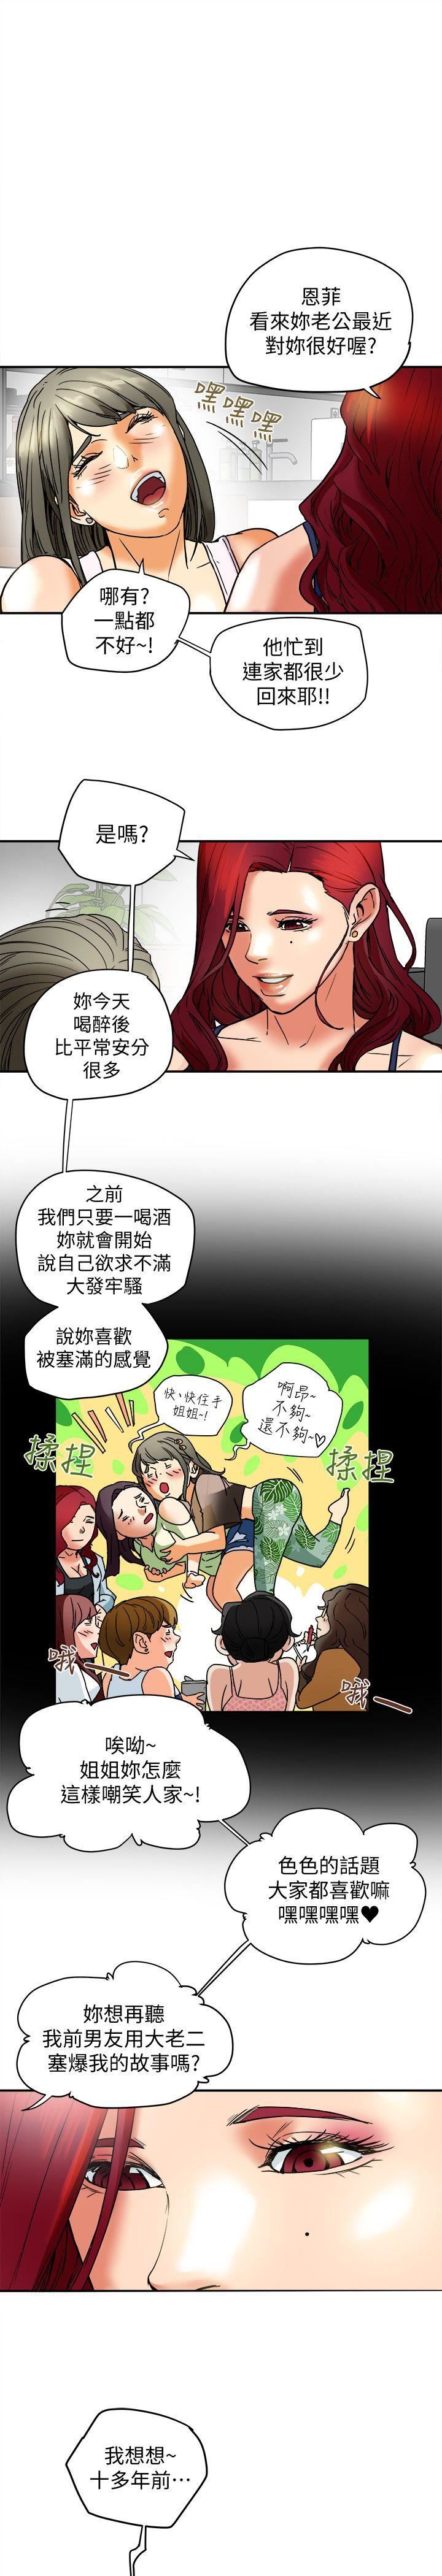 恩菲
看來妳老公最近
對妳很好喔?
嘿嘿嘿
哪有?
一點都
不好~!
他忙到
連家都很少
回來耶!!
是嗎?
妳今天
喝醉後
比平常安分
很多
之前
我們只要一喝酒
妳就會開始
說自己欲求不滿
大發牢騷
說妳喜歡
被塞滿的感覺
快、快住手
姐姐~!
啊昂~
不夠~
還不夠~♡
揉捏
揉捏
哦一
哦一
唉呦~
姐姐妳怎麼
這樣嘲笑人家~!
色色的話題
大家都喜歡嘛
嘿嘿嘿嘿♥
妳想再聽
我前男友用大老二
塞爆我的故事嗎?
我想想~
十多年前…